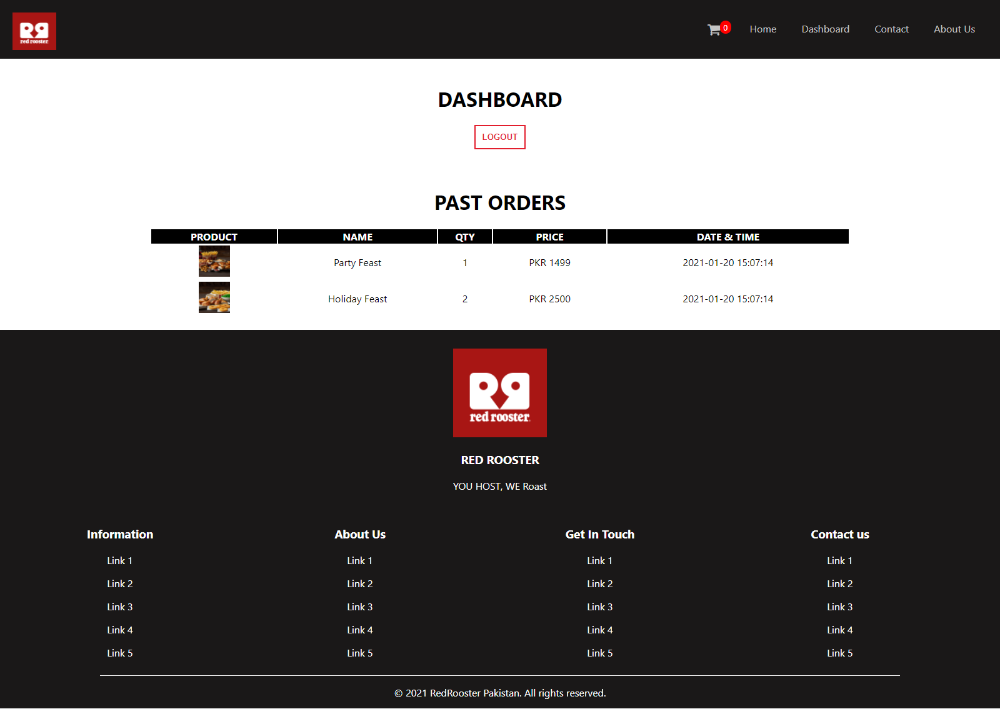 red rooster
0 Home Dashboard Contact About Us
DASHBOARD
LOGOUT
PAST ORDERS
PRODUCT NAME QTY PRICE DATE & TIME
Party Feast 1 PKR 1499 2021-01-20 15:07:14
Holiday Feast 2 PKR 2500 2021-01-20 15:07:14
red rooster
RED ROOSTER
YOU HOST, WE Roast
Information About Us Get In Touch Contact us
Link 1 Link 1 Link 1 Link 1
Link 2 Link 2 Link 2 Link 2
Link 3 Link 3 Link 3 Link 3
Link 4 Link 4 Link 4 Link 4
Link 5 Link 5 Link 5 Link 5
© 2021 RedRooster Pakistan. All rights reserved.